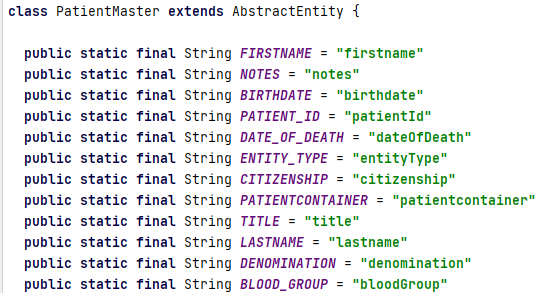 class PatientMaster extends AbstractEntity {
public static final String FIRSTNAME = "firstname"
public static final String NOTES = "notes"
public static final String BIRTHDATE = "birthdate"
public static final String PATIENT_ID = "patientId"
public static final String DATE_OF_DEATH = "dateOfDeath"
public static final String ENTITY_TYPE = "entityType"
public static final String CITIZENSHIP = "citizenship"
public static final String PATIENTCONTAINER = "patientcontainer"
public static final String TITLE = "title"
public static final String LASTNAME = "lastname"
public static final String DENOMINATION = "denomination"
public static final String BLOOD_GROUP = "bloodGroup"